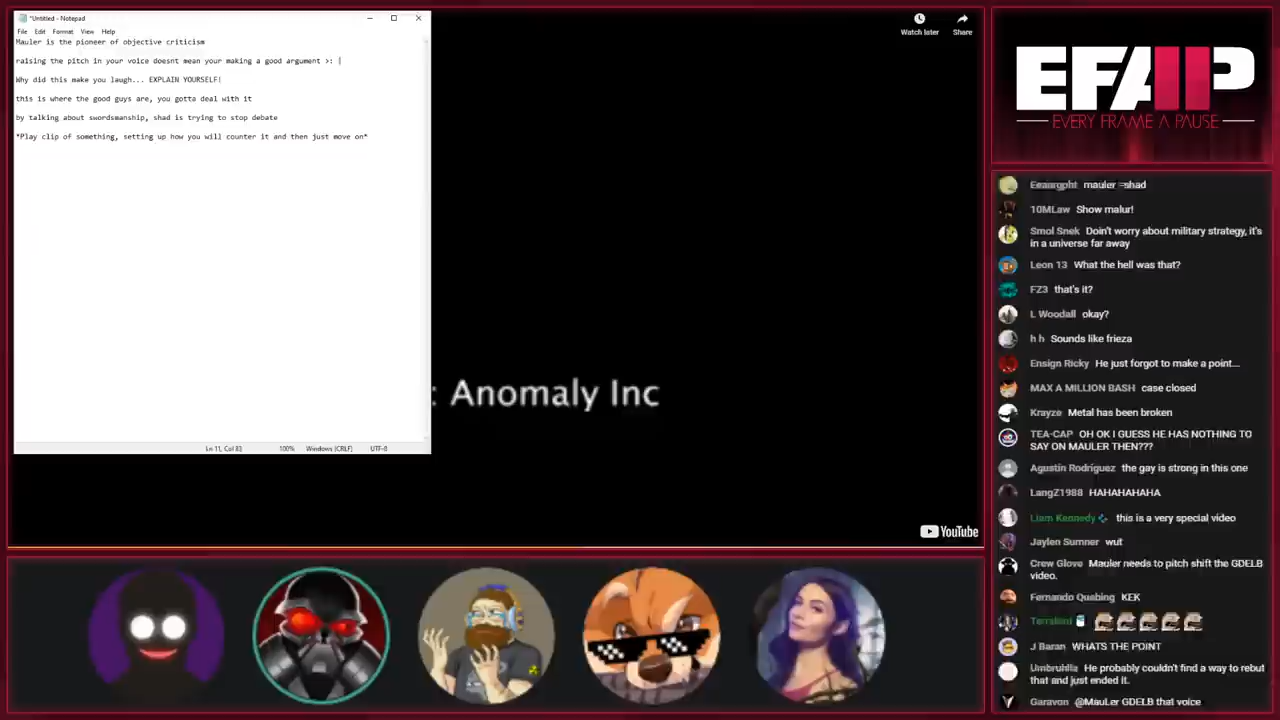 *Untitled - Notepad
File Edit Format View Help
Mauler is the pioneer of objective criticism
raising the pitch in your voice doesnt mean your making a good argument >: |
Why did this make you laugh... EXPLAIN YOURSELF!
this is where the good guys are, you gotta deal with it
by talking about swordsmanship, shad is trying to stop debate
*Play clip of something, setting up how you will counter it and then just move on*
Ln 11, Col 83 100% Windows (CRLF) UTF-8
Watch later Share
: Anomaly Inc
YouTube
EFAP
EVERY FRAME A PAUSE
mauler =shad
10MLaw Show malur!
Smol Snek Doin't worry about military strategy, it's
in a universe far away
Leon 13 What the hell was that?
FZ3 that's it?
L Woodall okay?
h h Sounds like frieza
Ensign Ricky He just forgot to make a point...
MAX A MILLION BASH case closed
Krayze Metal has been broken
TEA-CAP OH OK I GUESS HE HAS NOTHING TO
SAY ON MAULER THEN???
Agustín Rodríguez the gay is strong in this one
LangZ1988 HAHAHAHAHA
Liam Kennedy this is a very special video
Jaylen Sumner wut
Crew Glove Mauler needs to pitch shift the GDELB
video.
Fernando Quabing KEK
J Baran WHATS THE POINT
Umbruhlla He probably couldn't find a way to rebut
that and just ended it.
Garavon @MauLer GDELB that voice